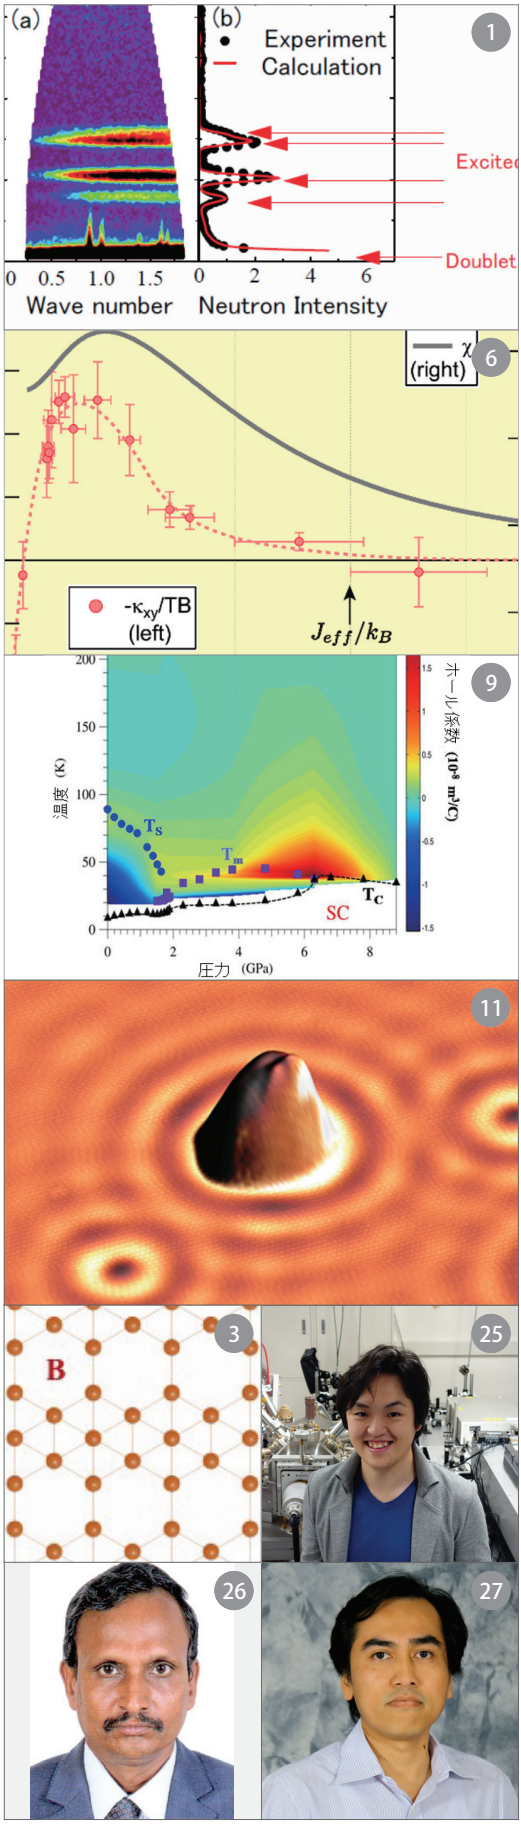 (a)
(b)
1
Experiment
Calculation
Excited
Doublet
0 0.5 1.0 1.5
0 2 4 6
Wave number
Neutron Intensity
χ
(right)
6
-κxy/TB
(left)
Jeff/kB
9
200
150
100
50
0
温度 (K)
Ts
Tm
Tc
SC
0 2 4 6 8
圧力 (GPa)
1.5
1
0.5
0
-0.5
-1
-1.5
ホール係数 (10⁻⁸ m³/C)
11
B
3
25
26
27